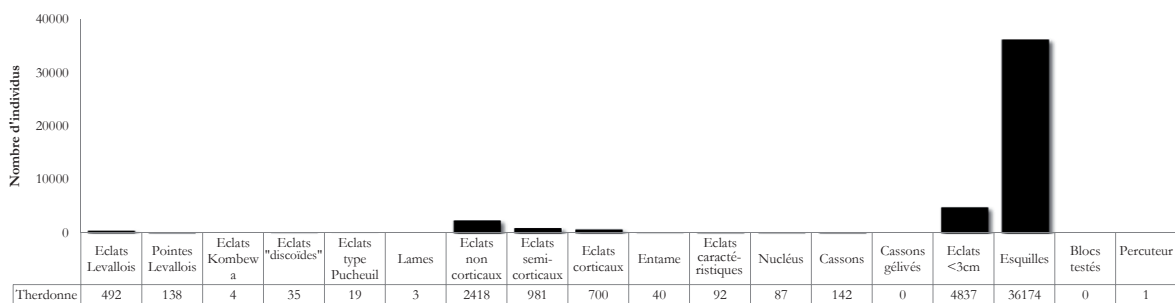 Nombre d'individus
40000
30000
20000
10000
0
Eclats Levallois
Pointes Levallois
Eclats Kombewa
Eclats "discoïdes"
Eclats type Pucheuil
Lames
Eclats non corticaux
Eclats semi-corticaux
Eclats corticaux
Entame
Eclats caracté-ristiques
Nucléus
Cassons
Cassons gélivés
Eclats <3cm
Esquilles
Blocs testés
Percuteur
Therdonne 492 138 4 35 19 3 2418 981 700 40 92 87 142 0 4837 36174 0 1